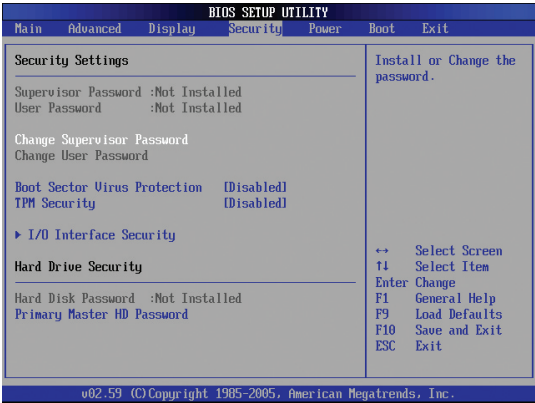 BIOS SETUP UTILITY
Main Advanced Display Security Power Boot Exit
Security Settings
Supervisor Password :Not Installed
User Password :Not Installed
Change Supervisor Password
Change User Password
Boot Sector Virus Protection [Disabled]
TPM Security [Disabled]
▶ I/O Interface Security
Hard Drive Security
Hard Disk Password :Not Installed
Primary Master HD Password
Install or Change the
password.
↔ Select Screen
↑↓ Select Item
Enter Change
F1 General Help
F9 Load Defaults
F10 Save and Exit
ESC Exit
v02.59 (C)Copyright 1985-2005, American Megatrends, Inc.